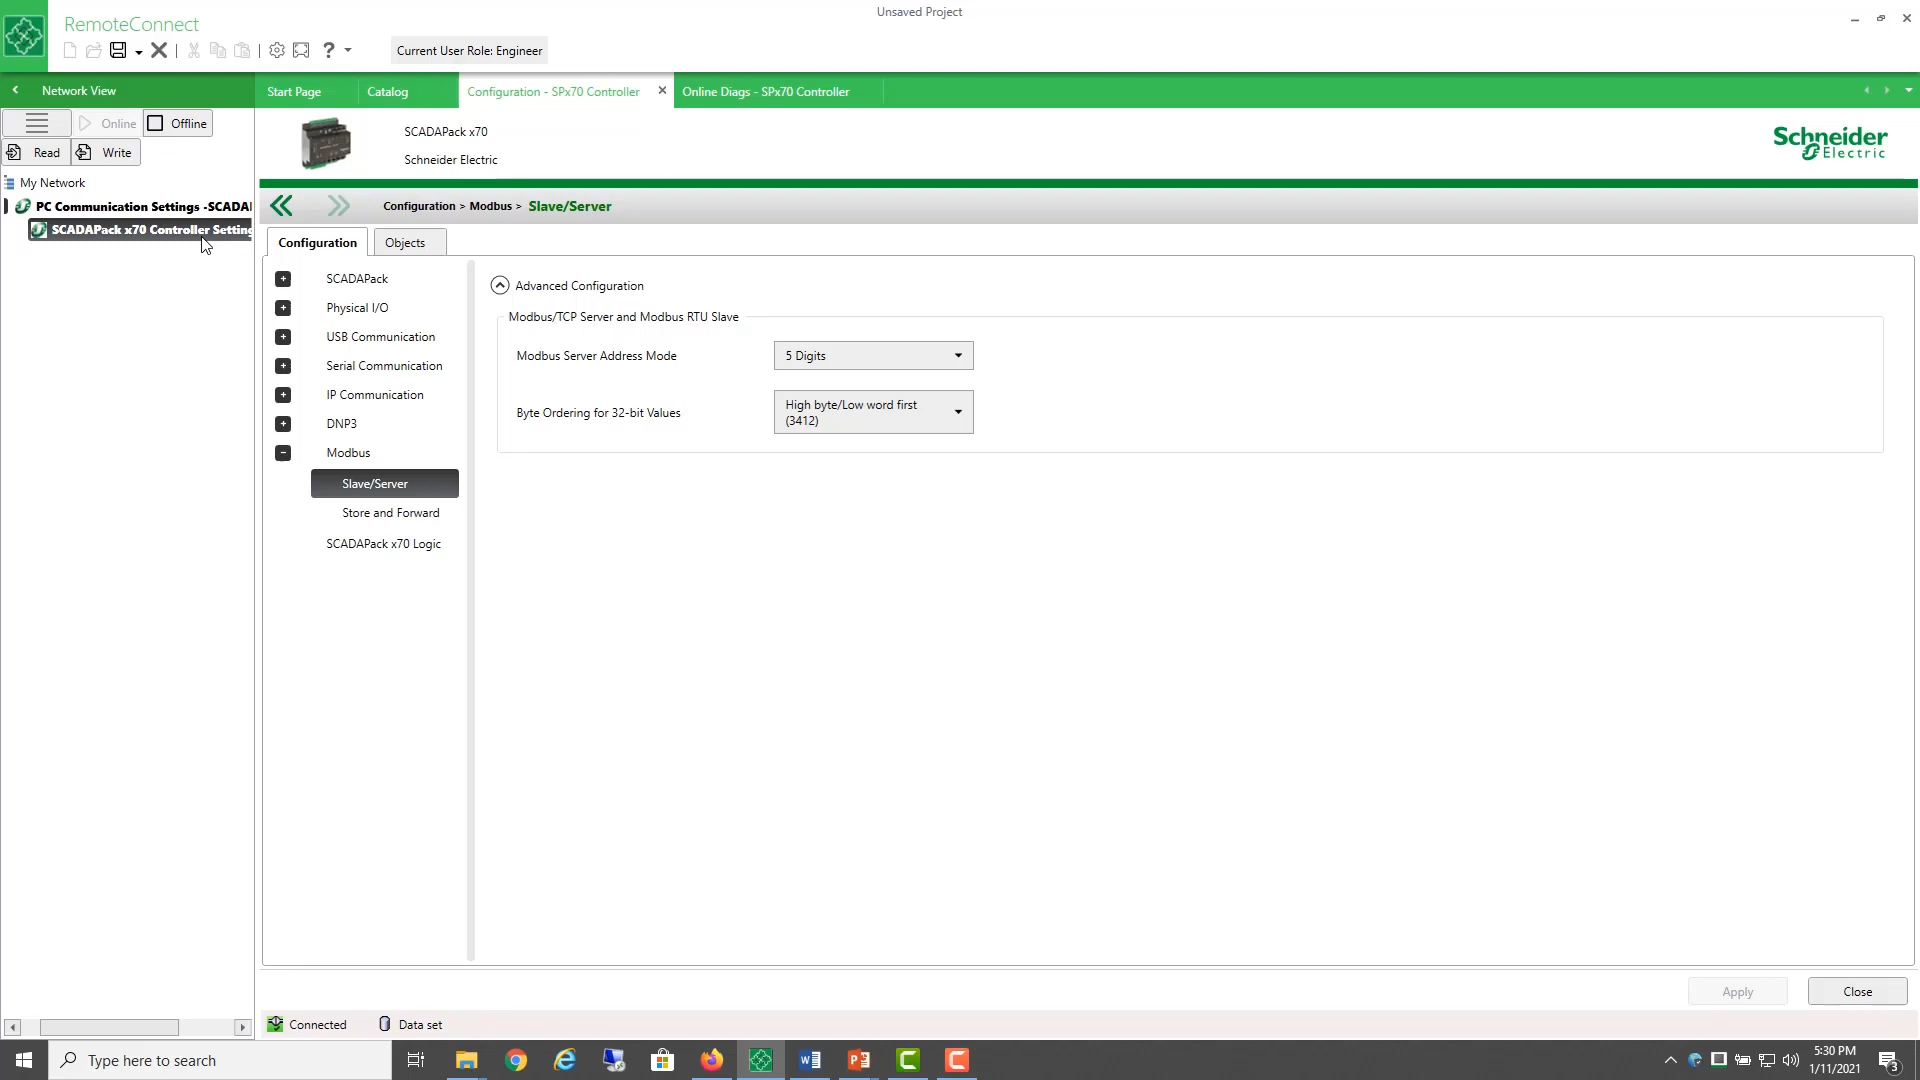 Unsaved Project
RemoteConnect
Current User Role: Engineer
Network View
Start Page
Catalog
Configuration - SPx70 Controller
Online Diags - SPx70 Controller
Online
Offline
Read
Write
My Network
PC Communication Settings -SCADA
SCADAPack x70 Controller Setting
SCADAPack x70
Schneider Electric
Schneider
Electric
Configuration > Modbus > Slave/Server
Configuration
Objects
SCADAPack
Physical I/O
USB Communication
Serial Communication
IP Communication
DNP3
Modbus
Slave/Server
Store and Forward
SCADAPack x70 Logic
Advanced Configuration
Modbus/TCP Server and Modbus RTU Slave
Modbus Server Address Mode
5 Digits
Byte Ordering for 32-bit Values
High byte/Low word first
(3412)
Apply
Close
Connected
Data set
Type here to search
5:30 PM
1/11/2021
3